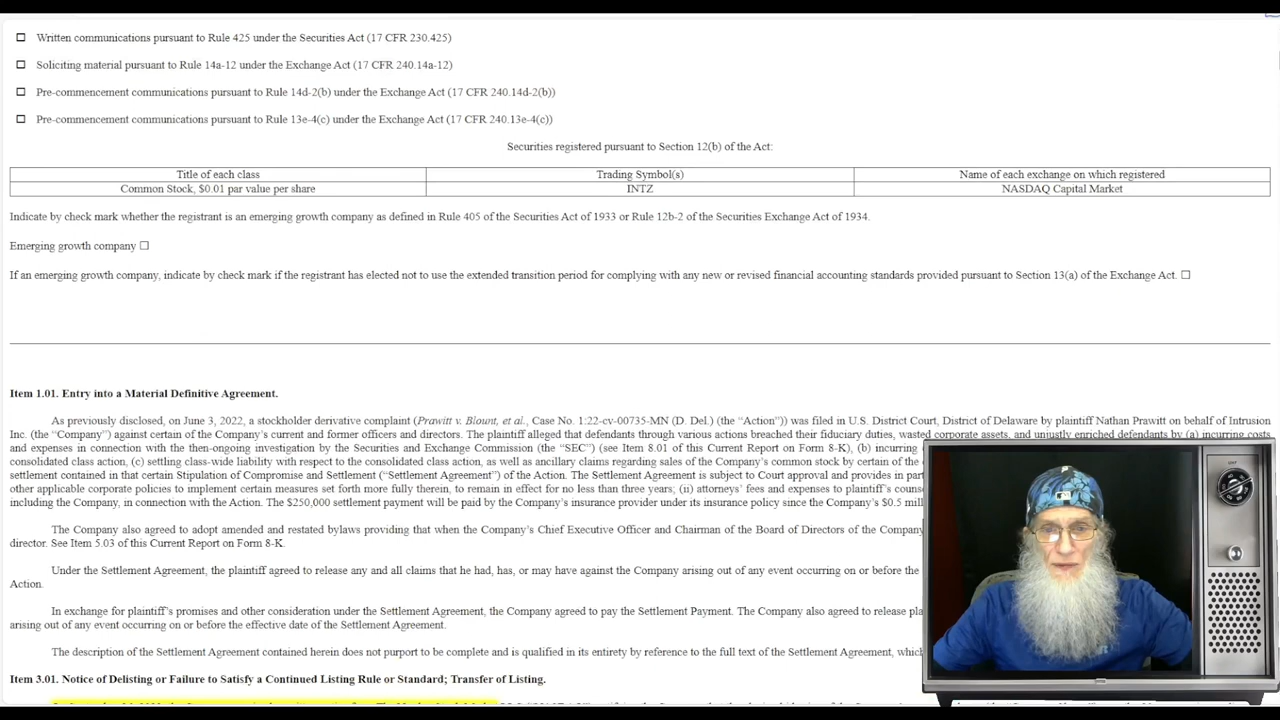 ☐ Written communications pursuant to Rule 425 under the Securities Act (17 CFR 230.425)
☐ Soliciting material pursuant to Rule 14a-12 under the Exchange Act (17 CFR 240.14a-12)
☐ Pre-commencement communications pursuant to Rule 14d-2(b) under the Exchange Act (17 CFR 240.14d-2(b))
☐ Pre-commencement communications pursuant to Rule 13e-4(c) under the Exchange Act (17 CFR 240.13e-4(c))
Securities registered pursuant to Section 12(b) of the Act:
Title of each class Trading Symbol(s) Name of each exchange on which registered
Common Stock, $0.01 par value per share INTZ NASDAQ Capital Market
Indicate by check mark whether the registrant is an emerging growth company as defined in Rule 405 of the Securities Act of 1933 or Rule 12b-2 of the Securities Exchange Act of 1934.
Emerging growth company ☐
If an emerging growth company, indicate by check mark if the registrant has elected not to use the extended transition period for complying with any new or revised financial accounting standards provided pursuant to Section 13(a) of the Exchange Act. ☐
Item 1.01. Entry into a Material Definitive Agreement.
As previously disclosed, on June 3, 2022, a stockholder derivative complaint (Prawitt v. Blount, et al., Case No. 1:22-cv-00735-MN (D. Del.) (the “Action”)) was filed in U.S. District Court, District of Delaware by plaintiff Nathan Prawitt on behalf of Intrusion
Inc. (the “Company”) against certain of the Company’s current and former officers and directors. The plaintiff alleged that defendants through various actions breached their fiduciary duties, wasted corporate assets, and unjustly enriched defendants by (a) incurring costs
and expenses in connection with the then-ongoing investigation by the Securities and Exchange Commission (the “SEC”) (see Item 8.01 of this Current Report on Form 8-K), (b) incurring
consolidated class action, (c) settling class-wide liability with respect to the consolidated class action, as well as ancillary claims regarding sales of the Company’s common stock by certain of the
settlement contained in that certain Stipulation of Compromise and Settlement (“Settlement Agreement”) of the Action. The Settlement Agreement is subject to Court approval and provides in part
other applicable corporate policies to implement certain measures set forth more fully therein, to remain in effect for no less than three years; (ii) attorneys’ fees and expenses to plaintiff’s
including the Company, in connection with the Action. The $250,000 settlement payment will be paid by the Company’s insurance provider under its insurance policy since the Company’s $0.5
The Company also agreed to adopt amended and restated bylaws providing that when the Company’s Chief Executive Officer and Chairman of the Board of Directors of the Company
director. See Item 5.03 of this Current Report on Form 8-K.
Under the Settlement Agreement, the plaintiff agreed to release any and all claims that he had, has, or may have against the Company arising out of any event occurring on or before the
Action.
In exchange for plaintiff’s promises and other consideration under the Settlement Agreement, the Company agreed to pay the Settlement Payment. The Company also agreed to release
arising out of any event occurring on or before the effective date of the Settlement Agreement.
The description of the Settlement Agreement contained herein does not purport to be complete and is qualified in its entirety by reference to the full text of the Settlement Agreement,
Item 3.01. Notice of Delisting or Failure to Satisfy a Continued Listing Rule or Standard; Transfer of Listing.